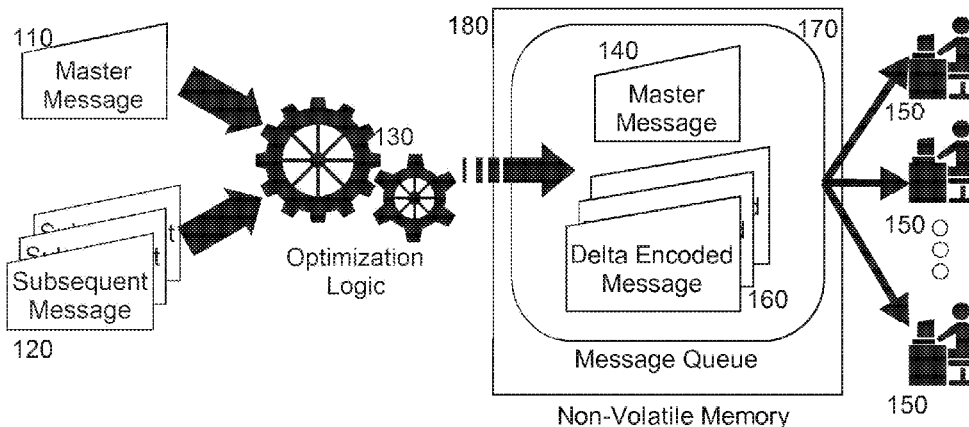 110
Master
Message
Subsequent
Message
120
130
Optimization
Logic
180
170
140
Master
Message
Delta Encoded
Message
160
Message Queue
Non-Volatile Memory
150
150
150